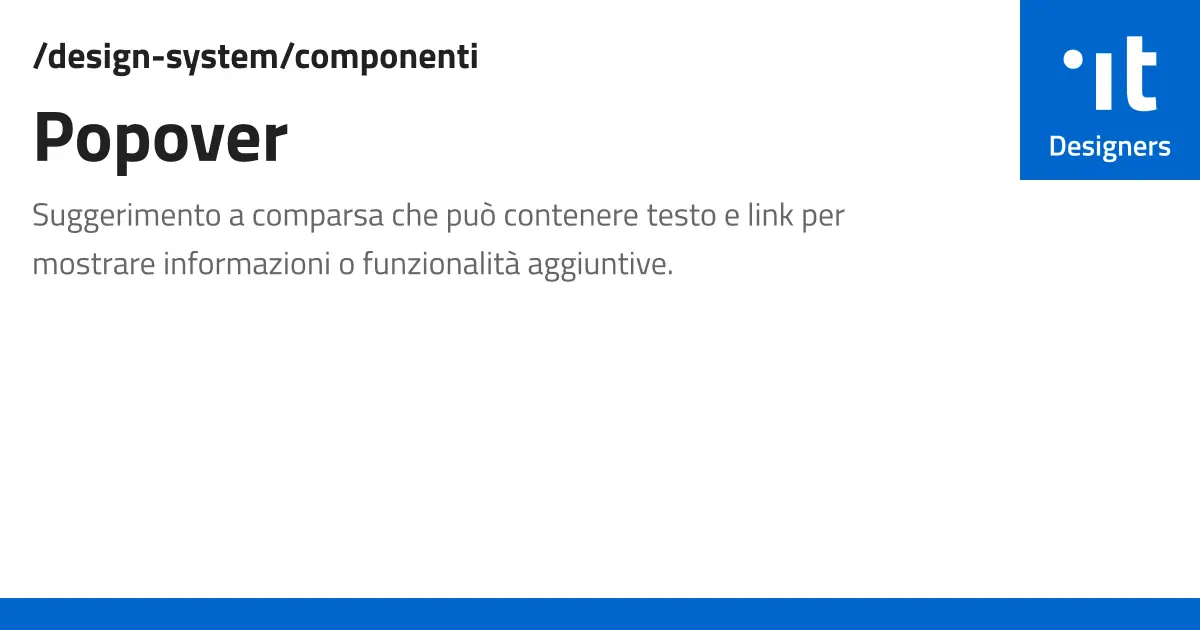 /design-system/componenti
Popover
Suggerimento a comparsa che può contenere testo e link per
mostrare informazioni o funzionalità aggiuntive.
it
Designers